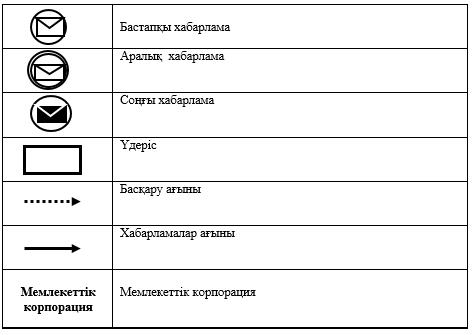 Бастапқы хабарлама
Аралық хабарлама
Соңғы хабарлама
Үдеріс
Басқару ағыны
Хабарламалар ағыны
Мемлекеттік
корпорация
Мемлекеттік корпорация